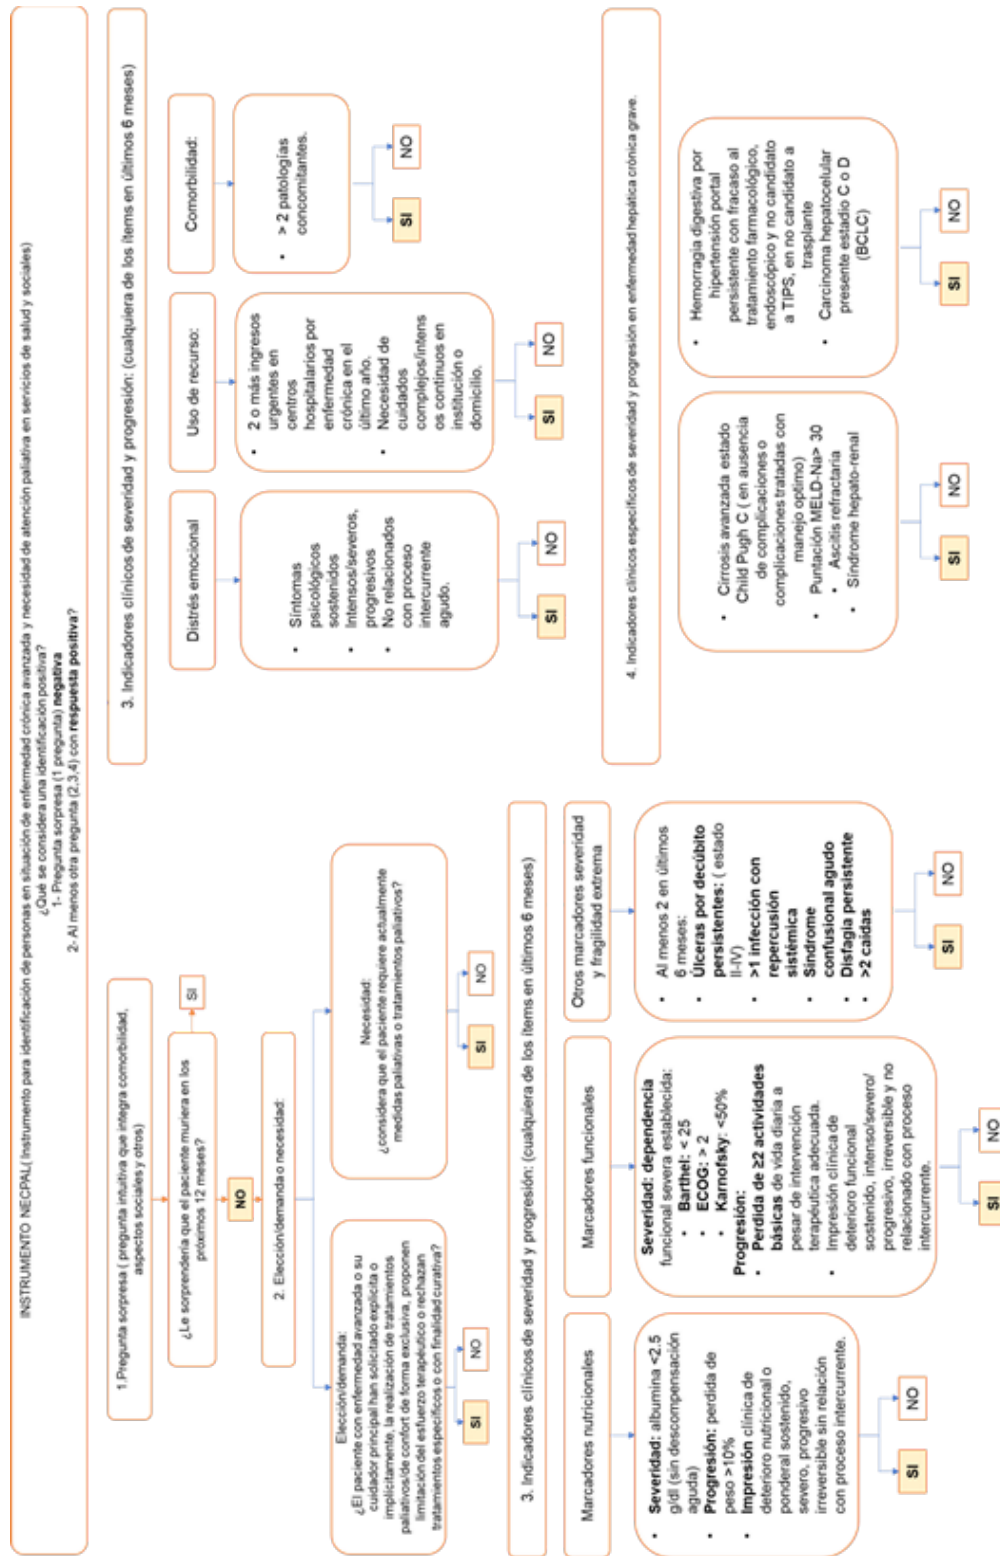 INSTRUMENTO NECPAL( Instrumento para identificación de personas en situación de enfermedad crónica avanzada y necesidad de atención paliativa en servicios de salud y sociales)
¿Qué se considera una identificación positiva?
1- Pregunta sorpresa (1 pregunta) negativa
2- Al menos otra pregunta (2,3,4) con respuesta positiva?
1.Pregunta sorpresa ( pregunta intuitiva que integra comorbilidad,
aspectos sociales y otros)
¿Le sorprendería que el paciente muriera en los
próximos 12 meses?
SI
NO
2. Elección/demanda o necesidad:
Elección/demanda:
¿El paciente con enfermedad avanzada o su
cuidador principal han solicitado explícita o
implícitamente, la realización de tratamientos
paliativos/de confort de forma exclusiva, proponen
limitación del esfuerzo terapéutico o rechazan
tratamientos específicos o con finalidad curativa?
SI
NO
Necesidad:
¿considera que el paciente requiere actualmente
medidas paliativas o tratamientos paliativos?
SI
NO
3. Indicadores clínicos de severidad y progresión: (cualquiera de los ítems en últimos 6 meses)
Marcadores nutricionales
• Severidad: albumina <2.5
g/dl (sin descompensación
aguda)
• Progresión: perdida de
peso >10%
• Impresión clínica de
deterioro nutricional o
ponderal sostenido,
severo, progresivo
irreversible sin relación
con proceso intercurrente.
SI
NO
Marcadores funcionales
Severidad: dependencia
funcional severa establecida:
• Barthel: < 25
• ECOG: > 2
• Karnofsky: <50%
Progresión:
• Perdida de ≥2 actividades
básicas de vida diaria a
pesar de intervención
terapéutica adecuada.
• Impresión clínica de
deterioro funcional
sostenido, intenso/severo/
progresivo, irreversible y no
relacionado con proceso
intercurrente.
SI
NO
Otros marcadores severidad
y fragilidad extrema
• Al menos 2 en últimos
6 meses:
• Úlceras por decúbito
persistentes: ( estado
II-IV)
• >1 infección con
repercusión
sistémica
• Síndrome
confusional agudo
• Disfagia persistente
• >2 caídas
SI
NO
3. Indicadores clínicos de severidad y progresión: (cualquiera de los ítems en últimos 6 meses)
Distrés emocional
• Síntomas
psicológicos
sostenidos
• Intensos/severos,
progresivos
• No relacionados
con proceso
intercurrente
agudo.
SI
NO
Uso de recurso:
• 2 o más ingresos
urgentes en
centros
hospitalarios por
enfermedad
crónica en el
último año.
• Necesidad de
cuidados
complejos/intens
os continuos en
institución o
domicilio.
SI
NO
Comorbilidad:
• > 2 patologías
concomitantes.
SI
NO
4. Indicadores clínicos específicos de severidad y progresión en enfermedad hepática crónica grave.
• Cirrosis avanzada estado
Child Pugh C ( en ausencia
de complicaciones o
complicaciones tratadas con
manejo optimo)
• Puntación MELD-Na> 30
• Ascitis refractaria
• Síndrome hepato-renal
SI
NO
• Hemorragia digestiva por
hipertensión portal
persistente con fracaso al
tratamiento farmacológico,
endoscópico y no candidato
a TIPS, en no candidato a
trasplante
• Carcinoma hepatocelular
presente estadio C o D
(BCLC)
SI
NO